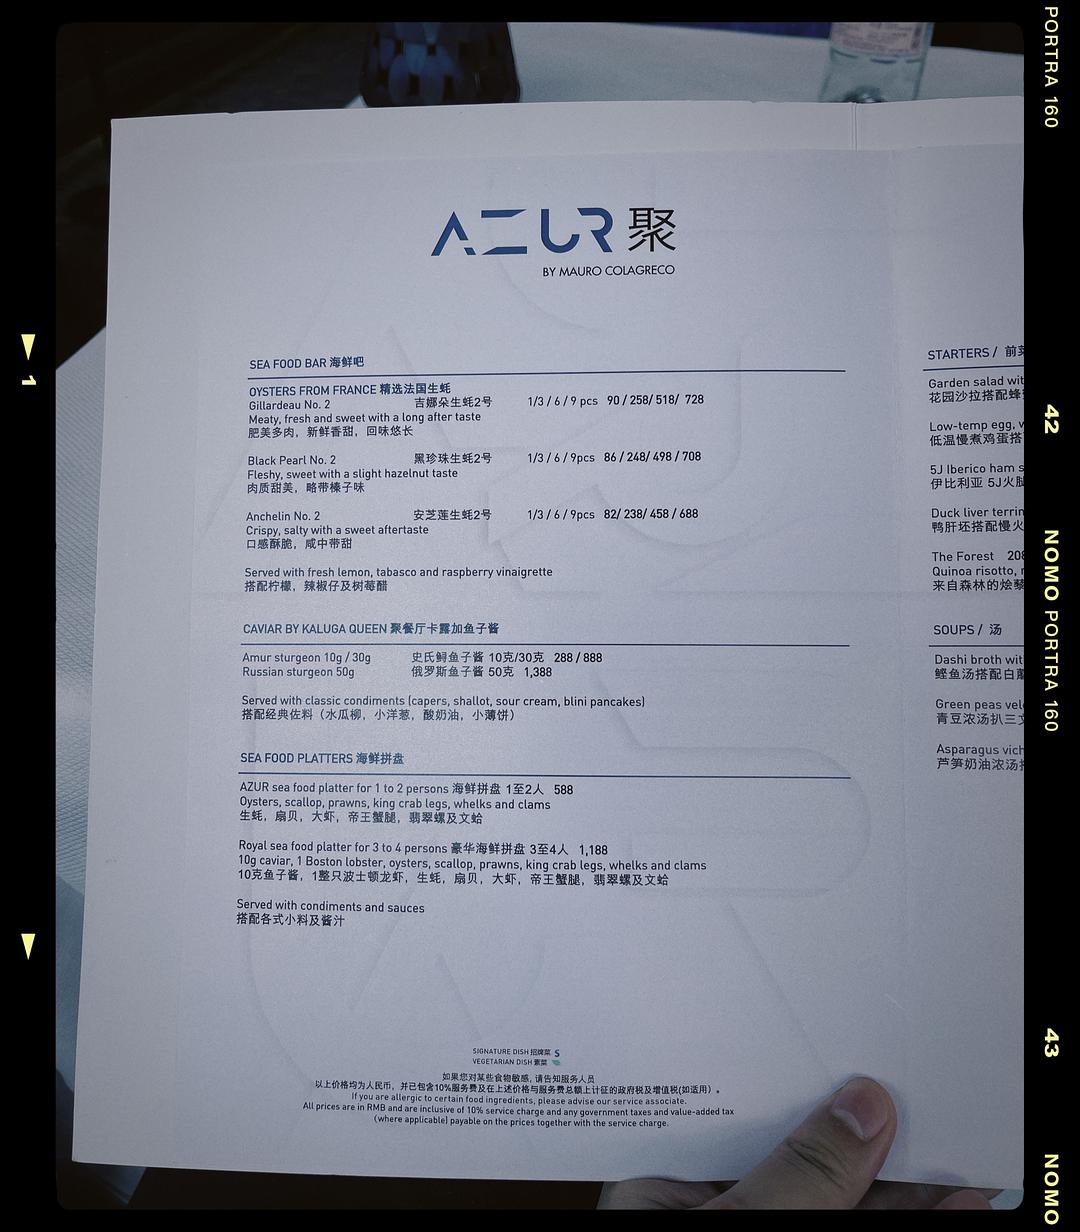 AZUR 聚
BY MAURO COLAGRECO
SEA FOOD BAR 海鲜吧
OYSTERS FROM FRANCE 精选法国生蚝
Gillardeau No. 2 吉娜朵生蚝2号 1/3 / 6 / 9 pcs 90 / 258/ 518/ 728
Meaty, fresh and sweet with a long after taste
肥美多肉，新鲜香甜，回味悠长
Black Pearl No. 2 黑珍珠生蚝2号 1/3 / 6 / 9pcs 86 / 248/ 498 / 708
Fleshy, sweet with a slight hazelnut taste
肉质甜美，略带榛子味
Anchelin No. 2 安芝莲生蚝2号 1/3 / 6 / 9pcs 82/ 238/ 458 / 688
Crispy, salty with a sweet aftertaste
口感酥脆，咸中带甜
Served with fresh lemon, tabasco and raspberry vinaigrette
搭配柠檬，辣椒仔及树莓醋
CAVIAR BY KALUGA QUEEN 聚餐厅卡露加鱼子酱
Amur sturgeon 10g / 30g 史氏鲟鱼子酱 10克/30克 288 / 888
Russian sturgeon 50g 俄罗斯鱼子酱 50克 1,388
Served with classic condiments (capers, shallot, sour cream, blini pancakes)
搭配经典佐料（水瓜柳，小洋葱，酸奶油，小薄饼）
SEA FOOD PLATTERS 海鲜拼盘
AZUR sea food platter for 1 to 2 persons 海鲜拼盘 1至2人 588
Oysters, scallop, prawns, king crab legs, whelks and clams
生蚝，扇贝，大虾，帝王蟹腿，翡翠螺及文蛤
Royal sea food platter for 3 to 4 persons 豪华海鲜拼盘 3至4人 1,188
10g caviar, 1 Boston lobster, oysters, scallop, prawns, king crab legs, whelks and clams
10克鱼子酱，1整只波士顿龙虾，生蚝，扇贝，大虾，帝王蟹腿，翡翠螺及文蛤
Served with condiments and sauces
搭配各式小料及酱汁
SIGNATURE DISH 招牌菜 S
VEGETARIAN DISH 素菜
如果您对某些食物敏感, 请告知服务人员
以上价格均为人民币，并已包含10%服务费及在上述价格与服务费总额上计征的政府税及增值税(如适用）。
If you are allergic to certain food ingredients, please advise our service associate.
All prices are in RMB and are inclusive of 10% service charge and any government taxes and value-added tax
(where applicable) payable on the prices together with the service charge.
STARTERS / 前菜
Garden salad wit
花园沙拉搭配蜂
Low-temp egg, w
低温慢煮鸡蛋搭
5J Iberico ham s
伊比利亚 5J火腿
Duck liver terrin
鸭肝坯搭配慢火
The Forest 208
Quinoa risotto, r
来自森林的烩藜
SOUPS / 汤
Dashi broth wit
鲣鱼汤搭配白蘑
Green peas vel
青豆浓汤扒三文
Asparagus vich
芦笋奶油浓汤搭
PORTRA 160
42
NOMO PORTRA 160
43
NOMO
1